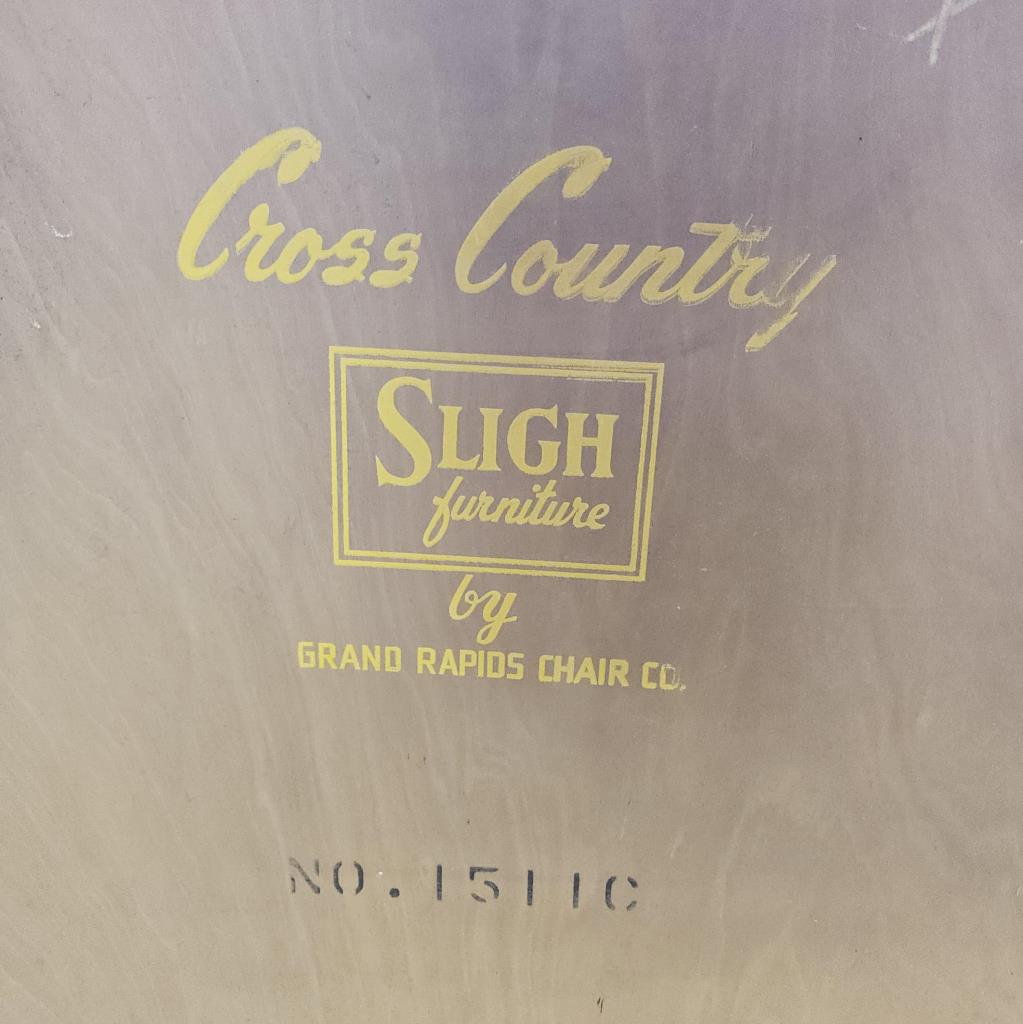 Cross Country
SLIGH
furniture
by
GRAND RAPIDS CHAIR CO.
NO. 1511C